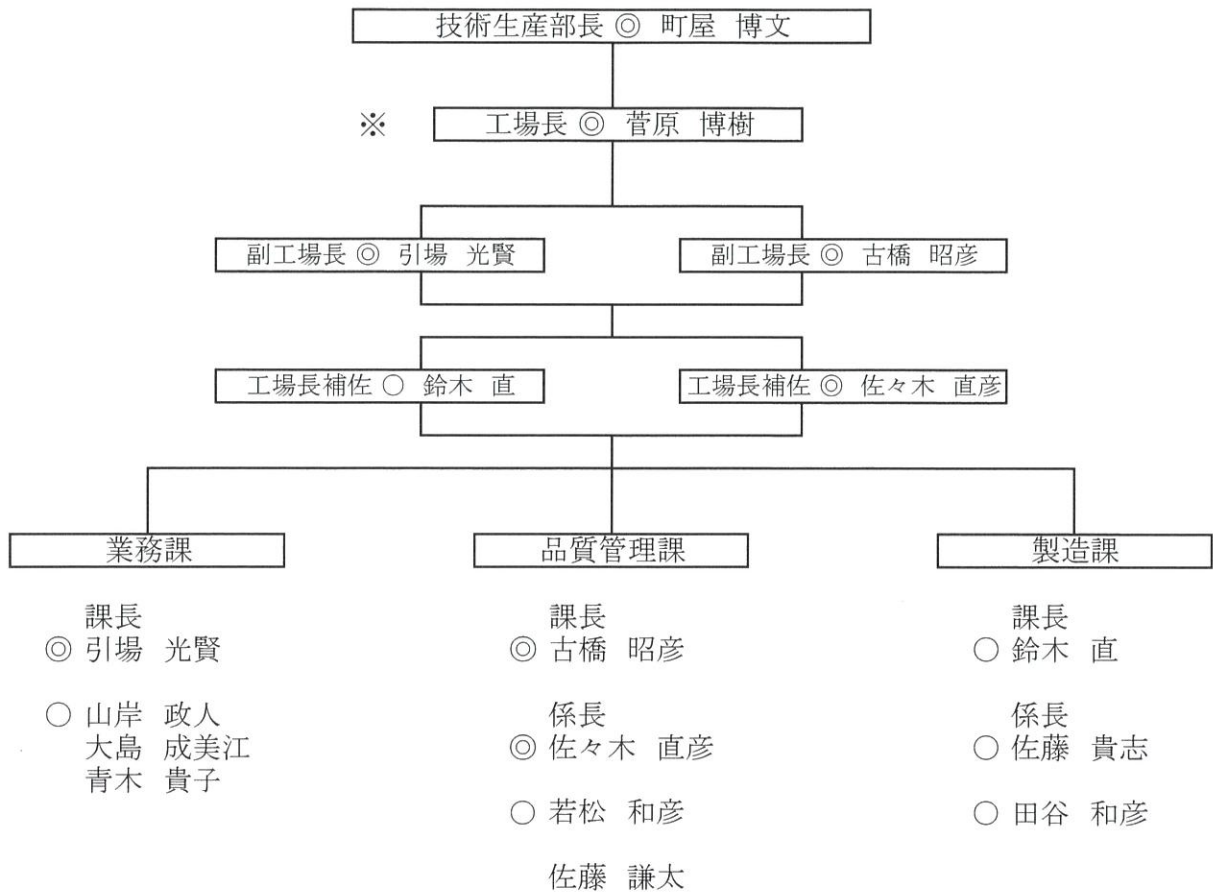 技術生産部長 ◎ 町屋 博文
※ 工場長 ◎ 菅原 博樹
副工場長 ◎ 引場 光賢
副工場長 ◎ 古橋 昭彦
工場長補佐 ○ 鈴木 直
工場長補佐 ◎ 佐々木 直彦
業務課
課長
◎ 引場 光賢
○ 山岸 政人
大島 成美江
青木 貴子
品質管理課
課長
◎ 古橋 昭彦
係長
◎ 佐々木 直彦
○ 若松 和彦
佐藤 謙太
製造課
課長
○ 鈴木 直
係長
○ 佐藤 貴志
○ 田谷 和彦